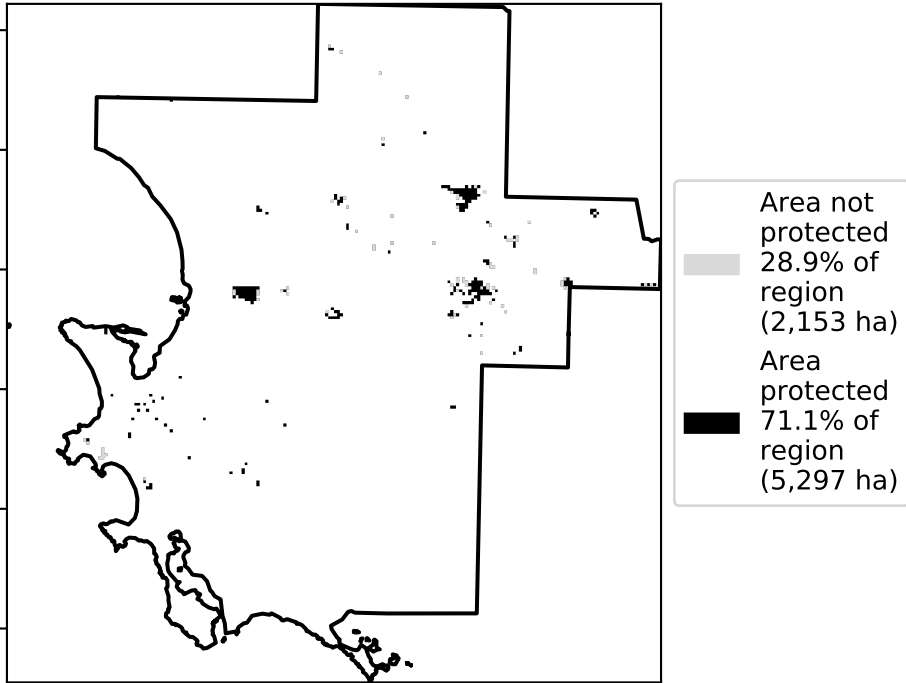 Area not
protected
28.9% of
region
(2,153 ha)
Area
protected
71.1% of
region
(5,297 ha)